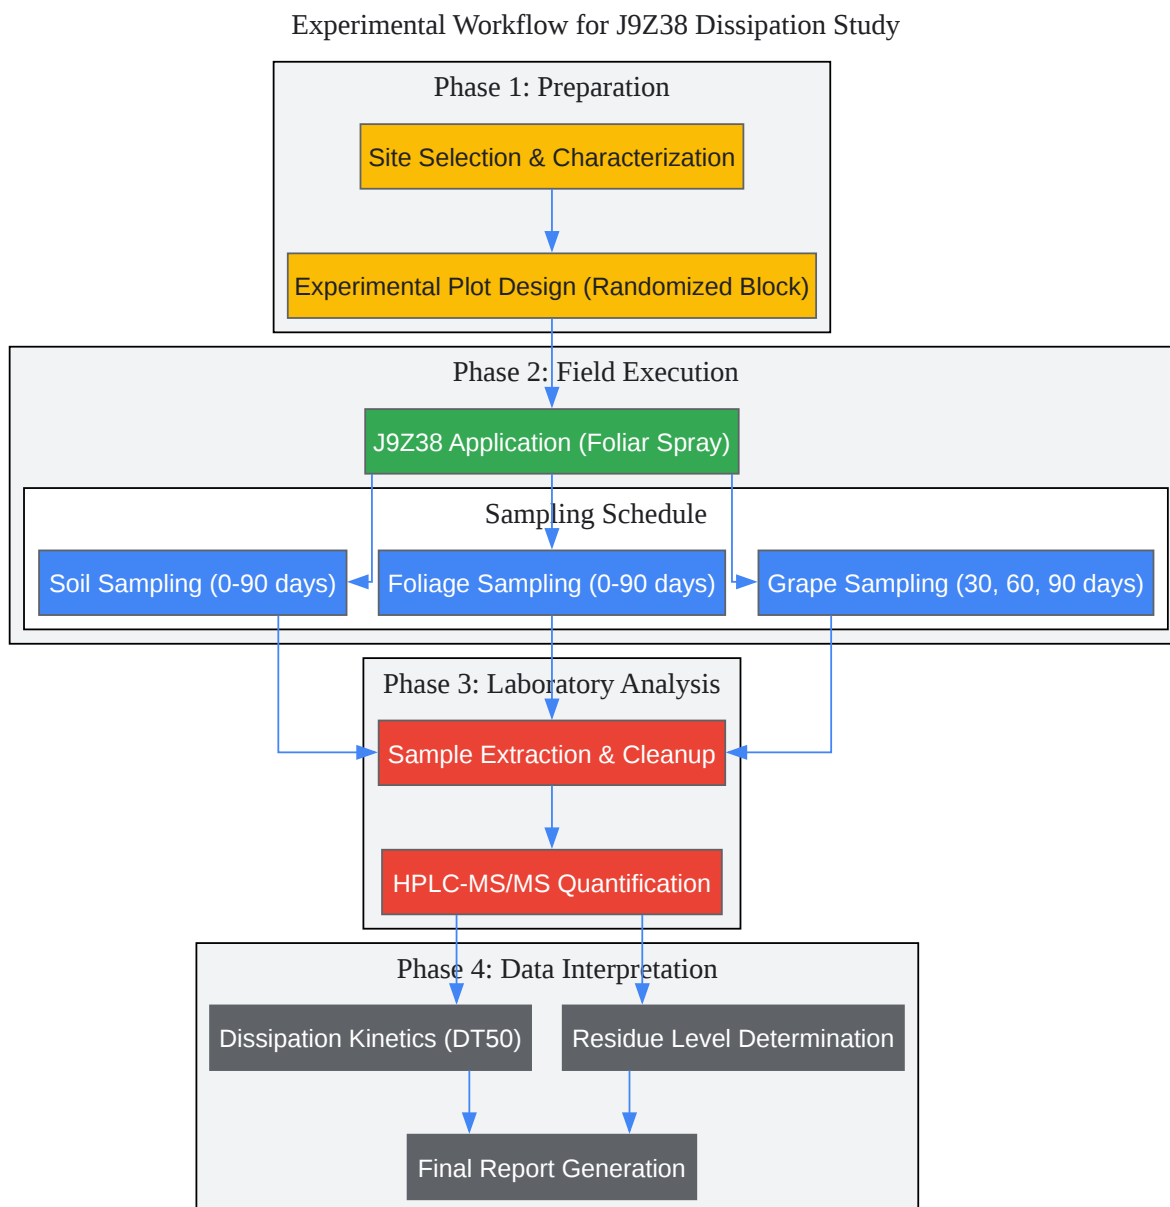 Experimental Workflow for J9Z38 Dissipation Study
Phase 1: Preparation
Site Selection & Characterization
Experimental Plot Design (Randomized Block)
Phase 2: Field Execution
J9Z38 Application (Foliar Spray)
Sampling Schedule
Soil Sampling (0-90 days)
Foliage Sampling (0-90 days)
Grape Sampling (30, 60, 90 days)
Phase 3: Laboratory Analysis
Sample Extraction & Cleanup
HPLC-MS/MS Quantification
Phase 4: Data Interpretation
Dissipation Kinetics (DT50)
Residue Level Determination
Final Report Generation